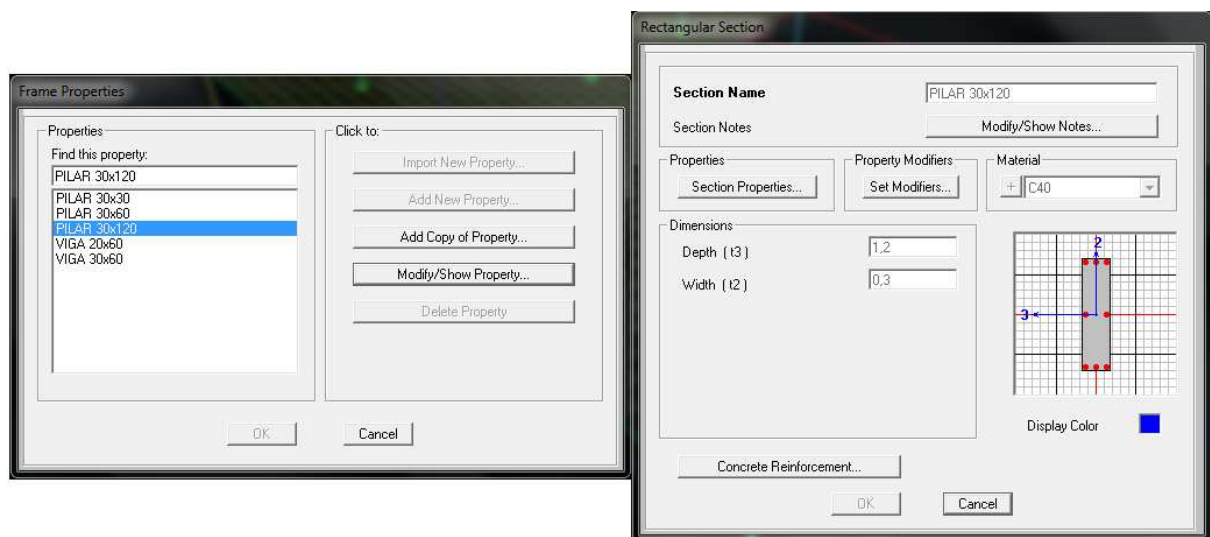 Frame Properties
Properties
Find this property:
PILAR 30x120
PILAR 30x30
PILAR 30x60
PILAR 30x120
VIGA 20x60
VIGA 30x60
Click to:
Import New Property...
Add New Property...
Add Copy of Property...
Modify/Show Property...
Delete Property
OK
Cancel
Rectangular Section
Section Name
PILAR 30x120
Section Notes
Modify/Show Notes...
Properties
Section Properties...
Property Modifiers
Set Modifiers...
Material
+ C40
Dimensions
Depth ( t3 )
1,2
Width ( t2 )
0,3
2
3
Display Color
Concrete Reinforcement...
OK
Cancel